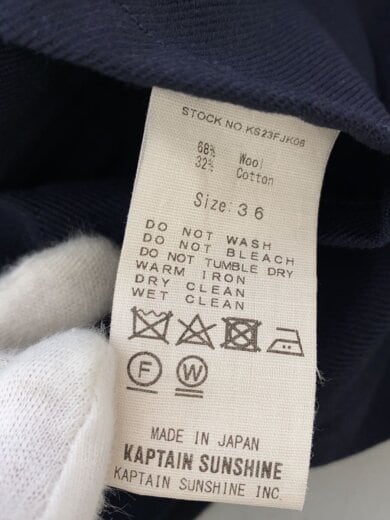 STOCK NO.KS23FJK06
68% Wool
32% Cotton
Size: 36
DO NOT WASH
DO NOT BLEACH
DO NOT TUMBLE DRY
WARM IRON
DRY CLEAN
WET CLEAN
F W
MADE IN JAPAN
KAPTAIN SUNSHINE
KAPTAIN SUNSHINE INC.